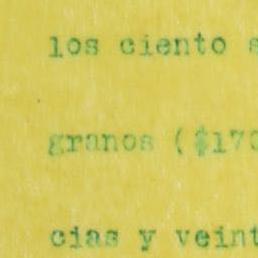 los ciento s
granos ($170
cias y veint